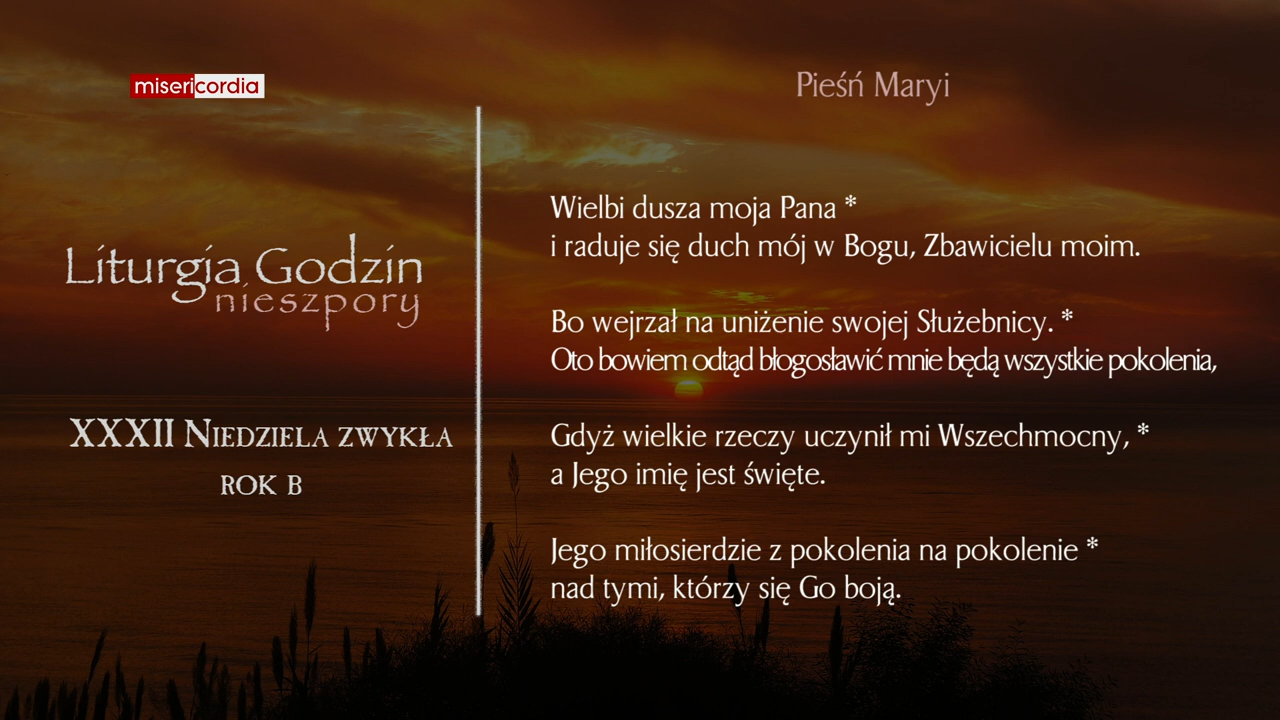 misericordia
Liturgia Godzin
nieszpory
XXXII Niedziela zwykła
rok B
Pieśń Maryi
Wielbi dusza moja Pana *
i raduje się duch mój w Bogu, Zbawicielu moim.
Bo wejrzał na uniżenie swojej Służebnicy. *
Oto bowiem odtąd błogosławić mnie będą wszystkie pokolenia,
Gdyż wielkie rzeczy uczynił mi Wszechmocny, *
a Jego imię jest święte.
Jego miłosierdzie z pokolenia na pokolenie *
nad tymi, którzy się Go boją.